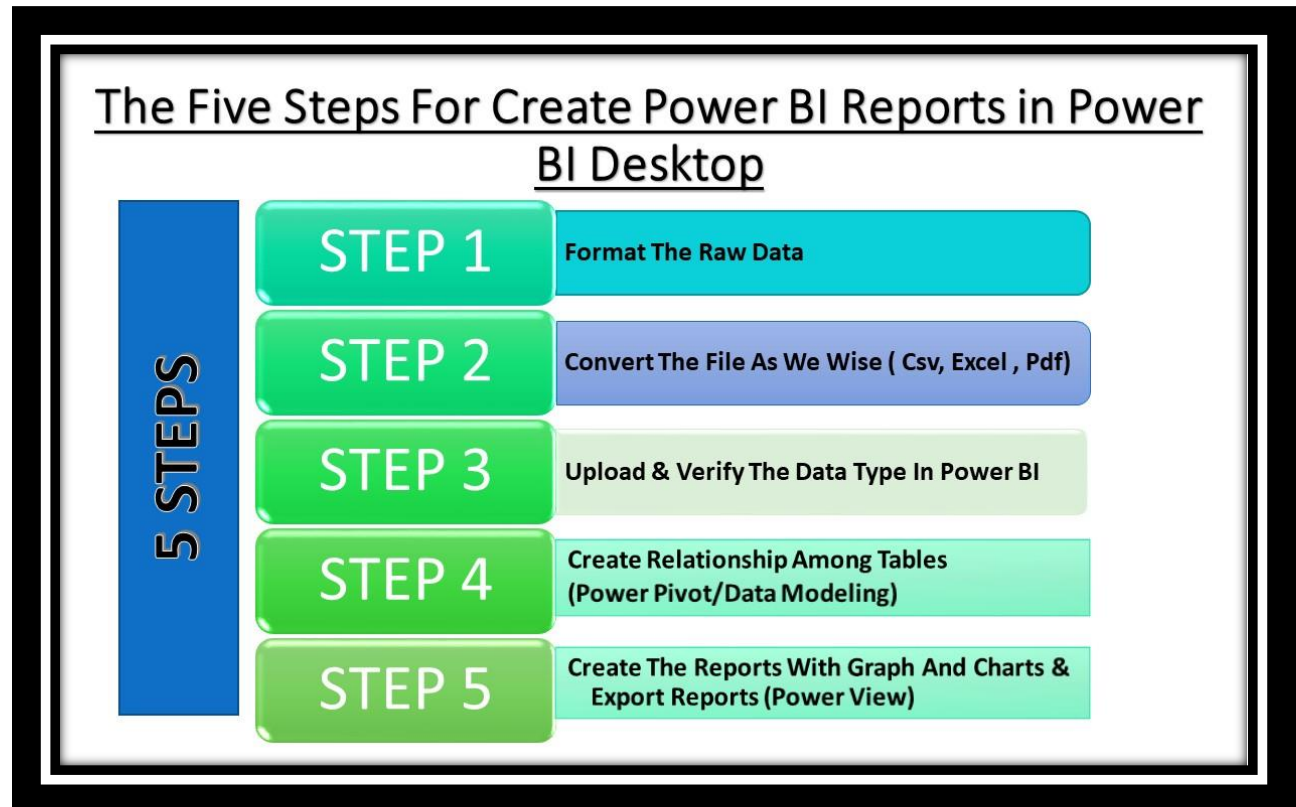 The Five Steps For Create Power BI Reports in Power
BI Desktop
5 STEPS
STEP 1
Format The Raw Data
STEP 2
Convert The File As We Wise ( Csv, Excel , Pdf)
STEP 3
Upload & Verify The Data Type In Power BI
STEP 4
Create Relationship Among Tables
(Power Pivot/Data Modeling)
STEP 5
Create The Reports With Graph And Charts &
Export Reports (Power View)